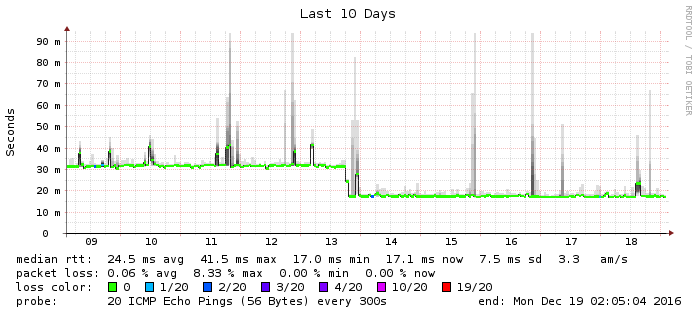 Last 10 Days
RRDTOOL / TOBI OETIKER
Seconds
90 m
80 m
70 m
60 m
50 m
40 m
30 m
20 m
10 m
0
09 10 11 12 13 14 15 16 17 18
median rtt: 24.5 ms avg 41.5 ms max 17.0 ms min 17.1 ms now 7.5 ms sd 3.3 am/s
packet loss: 0.06 % avg 8.33 % max 0.00 % min 0.00 % now
loss color: 0 1/20 2/20 3/20 4/20 10/20 19/20
probe: 20 ICMP Echo Pings (56 Bytes) every 300s end: Mon Dec 19 02:05:04 2016